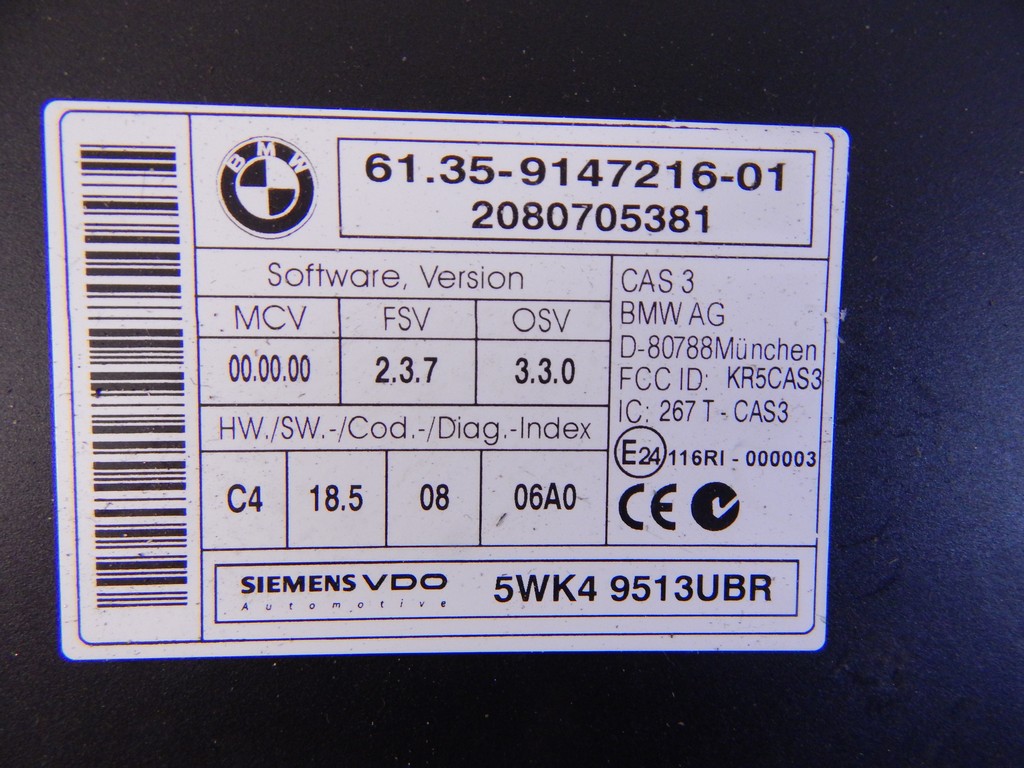 BMW
61.35-9147216-01
2080705381
Software, Version
MCV FSV OSV
00.00.00 2.3.7 3.3.0
HW./SW.-/Cod.-/Diag.-Index
C4 18.5 08 06A0
CAS 3
BMW AG
D-80788München
FCC ID: KR5CAS3
IC: 267 T - CAS3
E24 116RI - 000003
CE
SIEMENS VDO
Automotive
5WK4 9513UBR